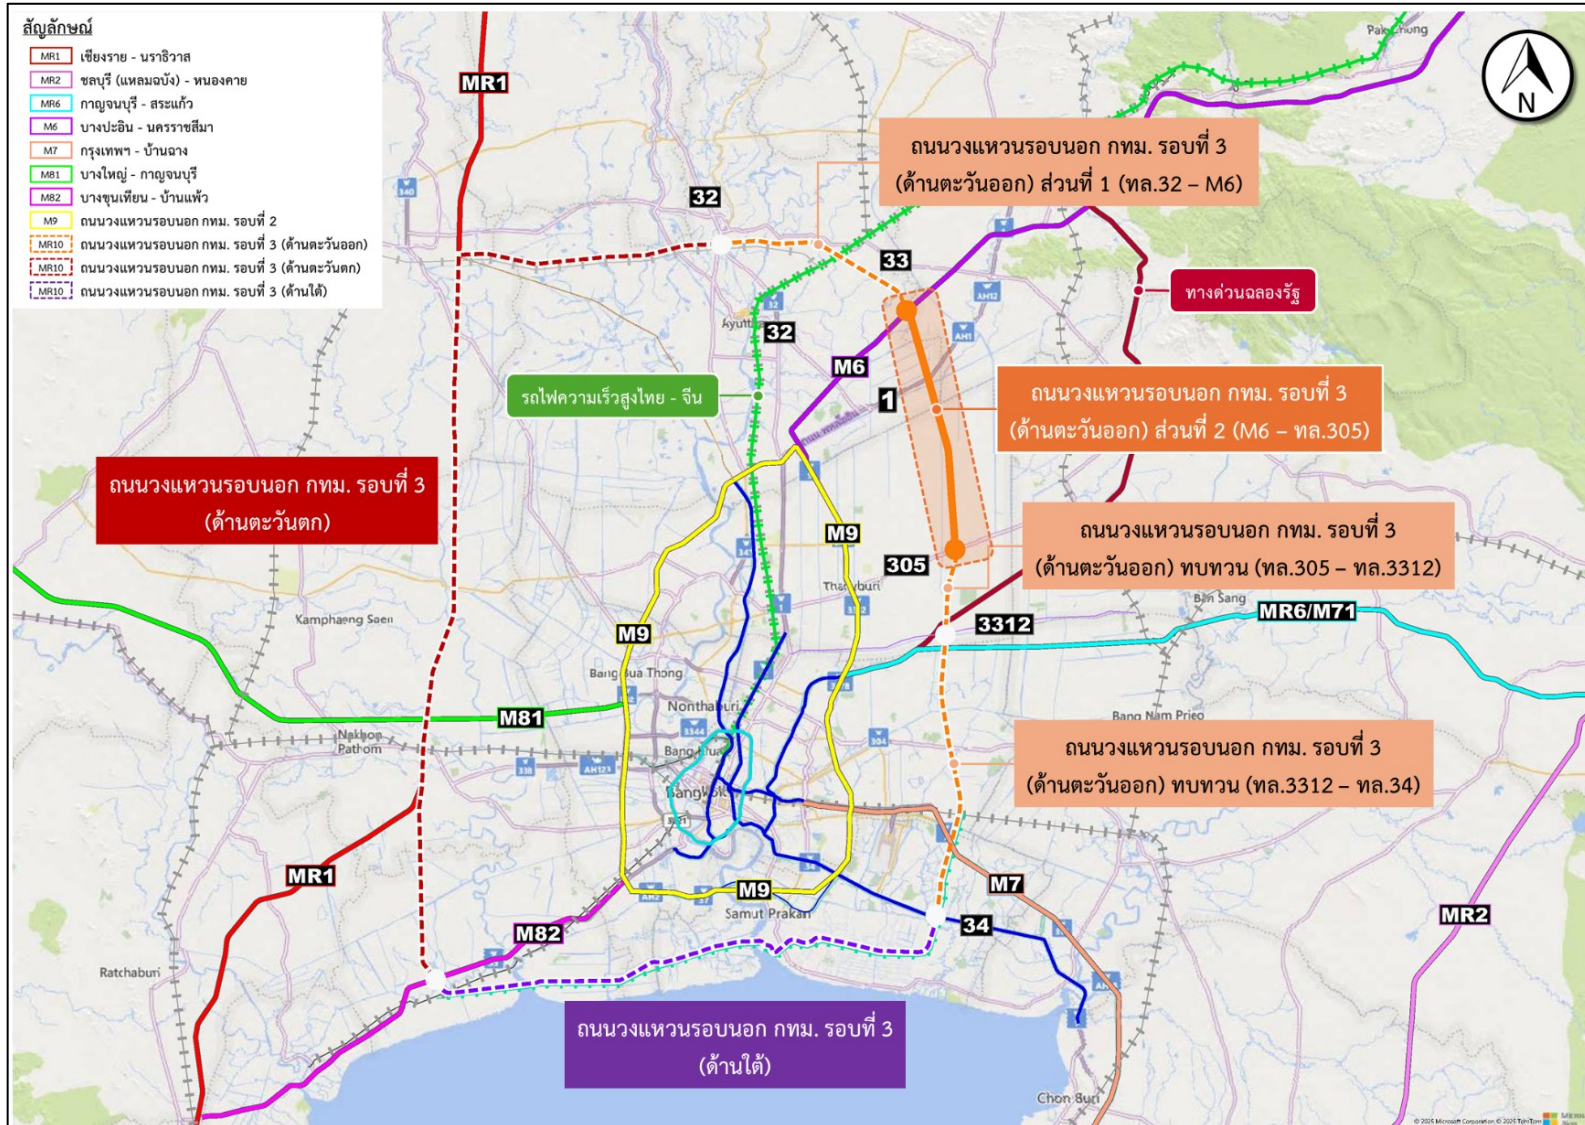 สัญลักษณ์
MR1 เชียงราย - นราธิวาส
MR2 ชลบุรี (แหลมฉบัง) - หนองคาย
MR6 กาญจนบุรี - สระแก้ว
M6 บางปะอิน - นครราชสีมา
M7 กรุงเทพฯ - บ้านฉาง
M81 บางใหญ่ - กาญจนบุรี
M82 บางขุนเทียน - บ้านแพ้ว
M9 ถนนวงแหวนรอบนอก กทม. รอบที่ 2
MR10 ถนนวงแหวนรอบนอก กทม. รอบที่ 3 (ด้านตะวันออก)
MR10 ถนนวงแหวนรอบนอก กทม. รอบที่ 3 (ด้านตะวันตก)
MR10 ถนนวงแหวนรอบนอก กทม. รอบที่ 3 (ด้านใต้)
MR1
N
ถนนวงแหวนรอบนอก กทม. รอบที่ 3
(ด้านตะวันออก) ส่วนที่ 1 (ทล.32 – M6)
340
32
33
ทางด่วนฉลองรัฐ
AH12
32
32
AH1
M6
รถไฟความเร็วสูงไทย - จีน
1
ถนนวงแหวนรอบนอก กทม. รอบที่ 3
(ด้านตะวันออก) ส่วนที่ 2 (M6 – ทล.305)
ถนนวงแหวนรอบนอก กทม. รอบที่ 3
(ด้านตะวันตก)
M9
ถนนวงแหวนรอบนอก กทม. รอบที่ 3
(ด้านตะวันออก) ทบทวน (ทล.305 – ทล.3312)
305
Ban Sang
MR6/M71
Kamphaeng Saen
3312
M9
Bang Bua Thong
Nonthaburi
M81
3344
304
Bang Nam Prieo
Nakhon
Pathom
338
AH123
ถนนวงแหวนรอบนอก กทม. รอบที่ 3
(ด้านตะวันออก) ทบทวน (ทล.3312 – ทล.34)
Bangkok
MR1
M9
M7
AH2
37
Samut Prakan
34
MR2
M82
Ratchaburi
ถนนวงแหวนรอบนอก กทม. รอบที่ 3
(ด้านใต้)
Chon Buri
© 2025 Microsoft Corporation, © 2025 TomTom